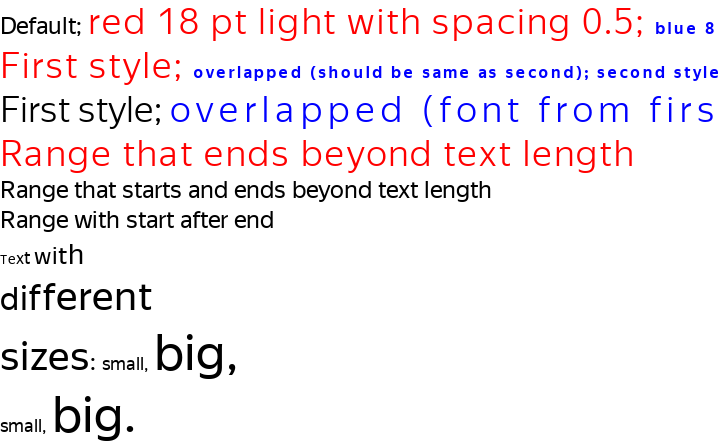 Default; red 18 pt light with spacing 0.5; blue 8
First style; overlapped (should be same as second); second style
First style; overlapped (font from firs
Range that ends beyond text length
Range that starts and ends beyond text length
Range with start after end
Text with
different
sizes: small, big,
small, big.